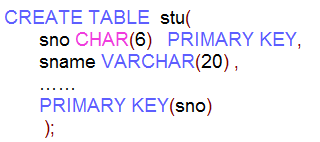 CREATE TABLE stu(
sno CHAR(6) PRIMARY KEY,
sname VARCHAR(20) ,
……
PRIMARY KEY(sno)
);